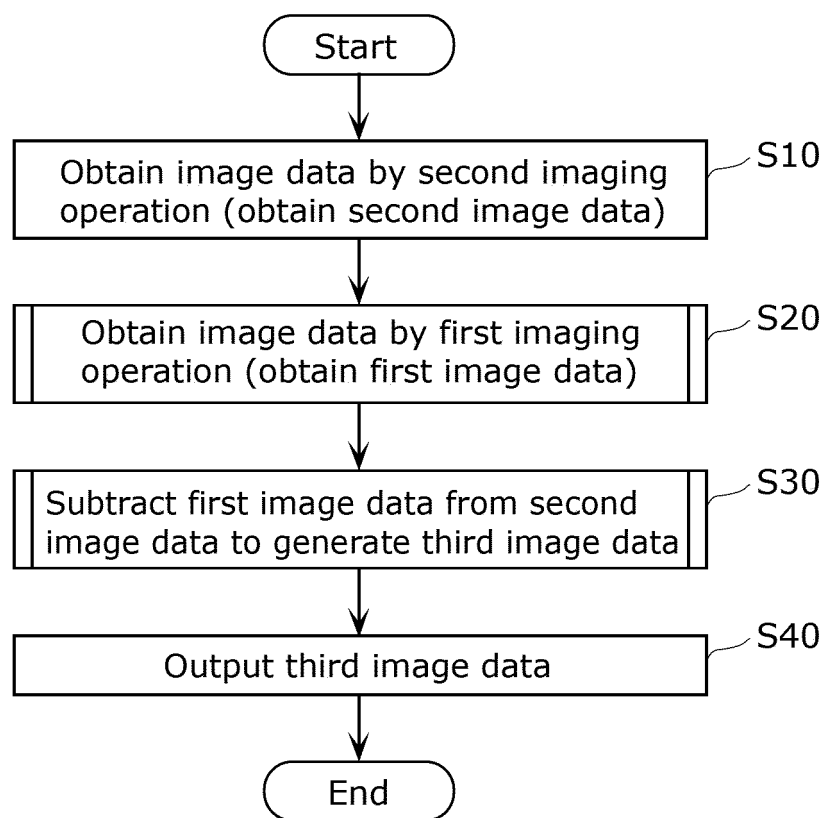 Start
Obtain image data by second imaging
operation (obtain second image data)
S10
Obtain image data by first imaging
operation (obtain first image data)
S20
Subtract first image data from second
image data to generate third image data
S30
Output third image data
S40
End